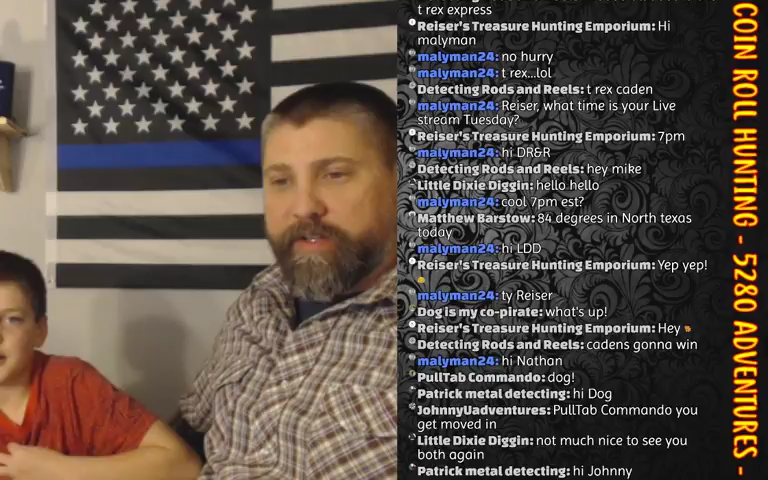 t rex express
Reiser's Treasure Hunting Emporium: Hi
malyman
malyman24: no hurry
malyman24: t rex...lol
Detecting Rods and Reels: t rex caden
malyman24: Reiser, what time is your Live
stream Tuesday?
Reiser's Treasure Hunting Emporium: 7pm
malyman24: hi DR&R
Detecting Rods and Reels: hey mike
Little Dixie Diggin: hello hello
malyman24: cool 7pm est?
Matthew Barstow: 84 degrees in North texas
today
malyman24: hi LDD
Reiser's Treasure Hunting Emporium: Yep yep!
malyman24: ty Reiser
Dog is my co-pirate: what's up!
Reiser's Treasure Hunting Emporium: Hey
Detecting Rods and Reels: cadens gonna win
malyman24: hi Nathan
PullTab Commando: dog!
Patrick metal detecting: hi Dog
JohnnyUadventures: PullTab Commando you
get moved in
Little Dixie Diggin: not much nice to see you
both again
Patrick metal detecting: hi Johnny
COIN ROLL HUNTING - 5280 ADVENTURES -